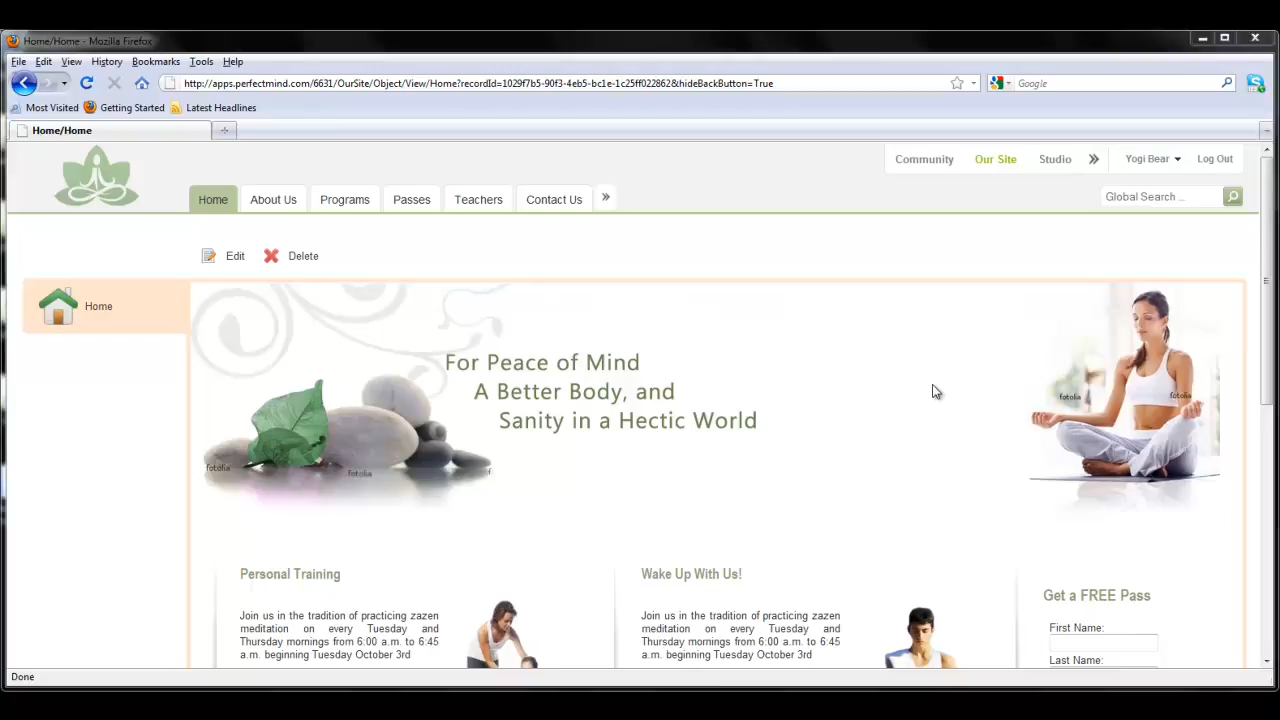 Home/Home - Mozilla Firefox
File Edit View History Bookmarks Tools Help
http://apps.perfectmind.com/6631/OurSite/Object/View/Home?recordId=1029f7b5-90f3-4eb5-bc1e-1c25ff022862&hideBackButton=True
Google
Most Visited Getting Started Latest Headlines
Home/Home
Community Our Site Studio » Yogi Bear Log Out
Home About Us Programs Passes Teachers Contact Us »
Global Search ...
Edit Delete
Home
For Peace of Mind
A Better Body, and
Sanity in a Hectic World
fotolia
fotolia
fotolia
fotolia
Personal Training
Join us in the tradition of practicing zazen
meditation on every Tuesday and
Thursday mornings from 6:00 a.m. to 6:45
a.m. beginning Tuesday October 3rd
Wake Up With Us!
Join us in the tradition of practicing zazen
meditation on every Tuesday and
Thursday mornings from 6:00 a.m. to 6:45
a.m. beginning Tuesday October 3rd
Get a FREE Pass
First Name:
Last Name:
Done